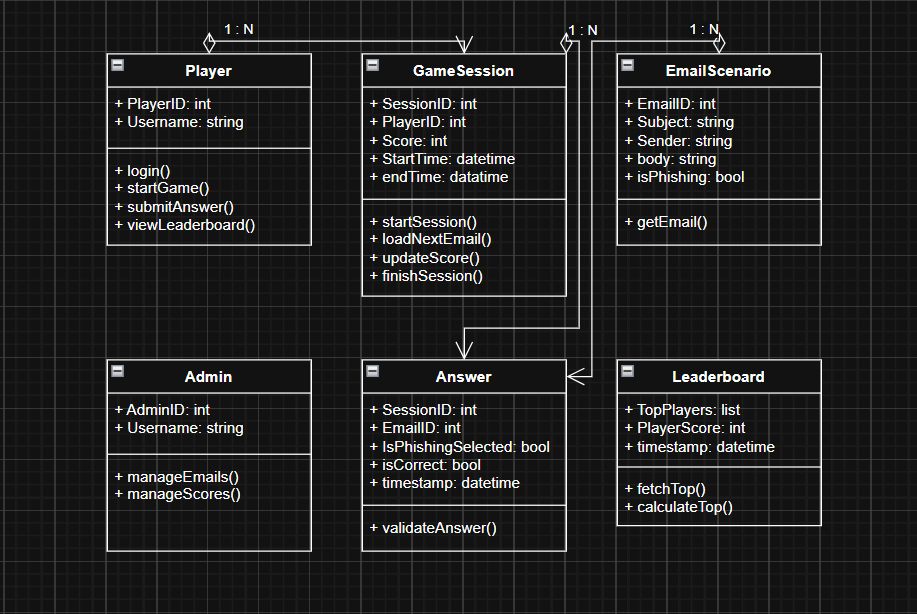 1 : N
1 : N
1 : N
Player
+ PlayerID: int
+ Username: string
+ login()
+ startGame()
+ submitAnswer()
+ viewLeaderboard()
GameSession
+ SessionID: int
+ PlayerID: int
+ Score: int
+ StartTime: datetime
+ endTime: datatime
+ startSession()
+ loadNextEmail()
+ updateScore()
+ finishSession()
EmailScenario
+ EmailID: int
+ Subject: string
+ Sender: string
+ body: string
+ isPhishing: bool
+ getEmail()
Admin
+ AdminID: int
+ Username: string
+ manageEmails()
+ manageScores()
Answer
+ SessionID: int
+ EmailID: int
+ IsPhishingSelected: bool
+ isCorrect: bool
+ timestamp: datetime
+ validateAnswer()
Leaderboard
+ TopPlayers: list
+ PlayerScore: int
+ timestamp: datetime
+ fetchTop()
+ calculateTop()